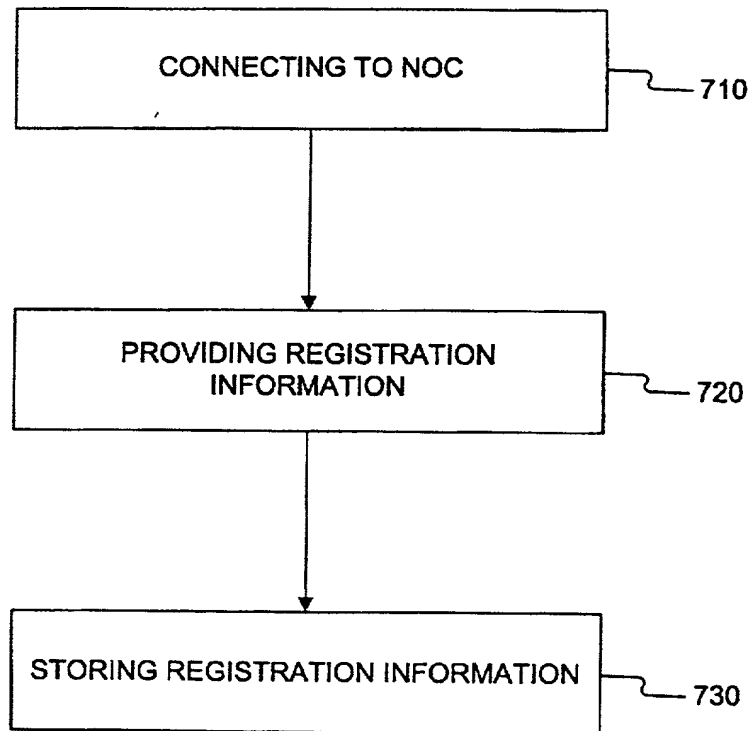 CONNECTING TO NOC
710
PROVIDING REGISTRATION
INFORMATION
720
STORING REGISTRATION INFORMATION
730